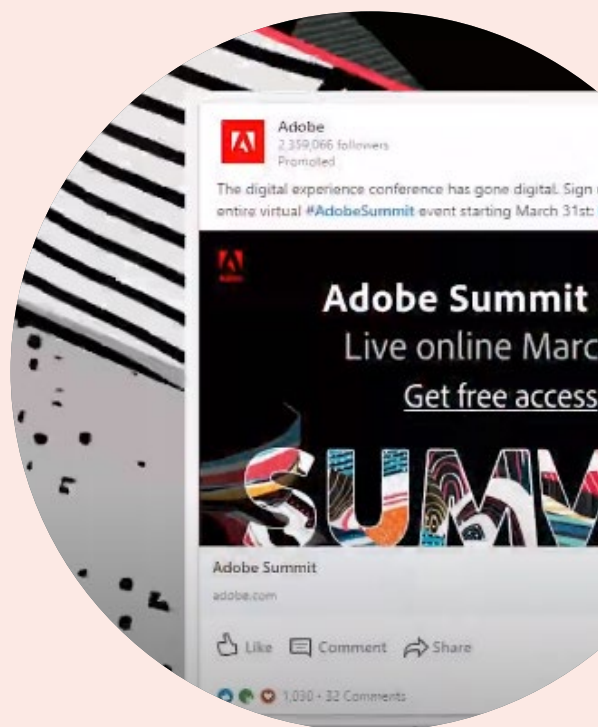 Adobe
2,359,066 followers
Promoted
The digital experience conference has gone digital. Sign
entire virtual #AdobeSummit event starting March 31st:
Adobe
Adobe Summit
Live online Marc
Get free access
SUMM
Adobe Summit
adobe.com
Like Comment Share
1,030 • 32 Comments